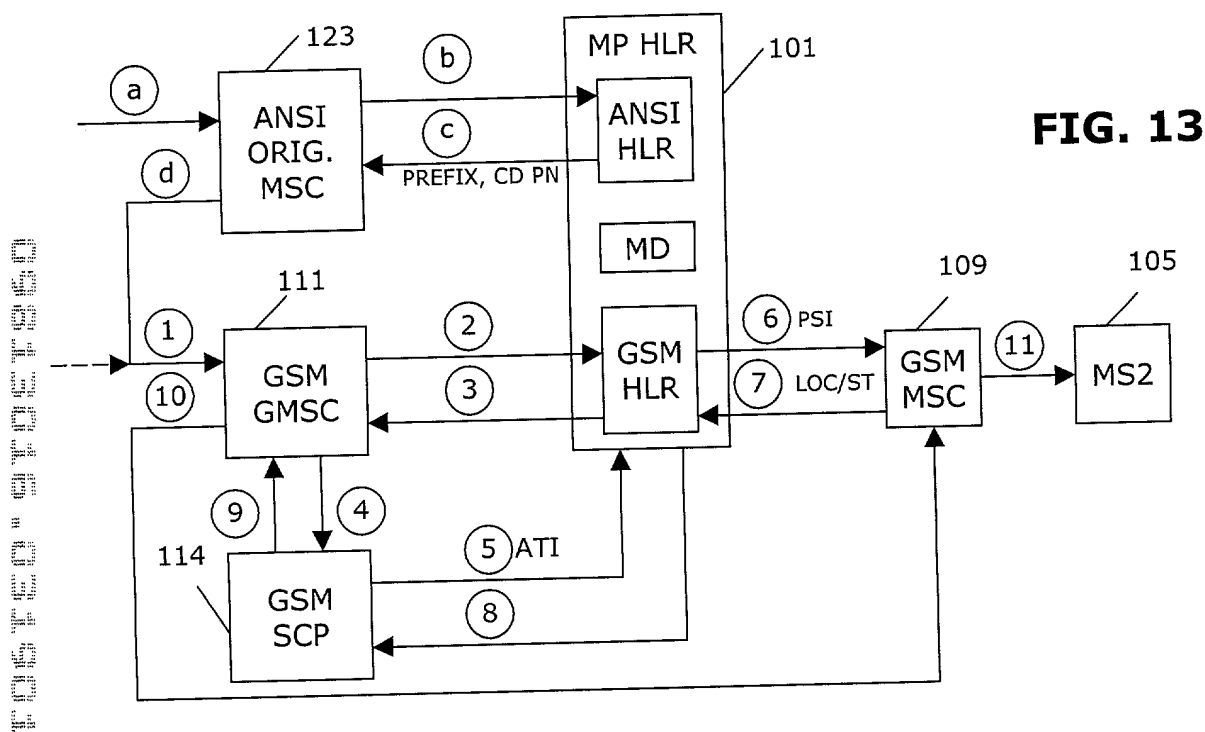 FIG. 13
123
MP HLR
101
a
b
ANSI
ORIG.
MSC
ANSI
HLR
c
PREFIX, CD PN
d
MD
109
105
111
1
2
6 PSI
GSM
GMSC
GSM
HLR
GSM
MSC
11
MS2
10
3
7 LOC/ST
9
4
114
5 ATI
GSM
SCP
8